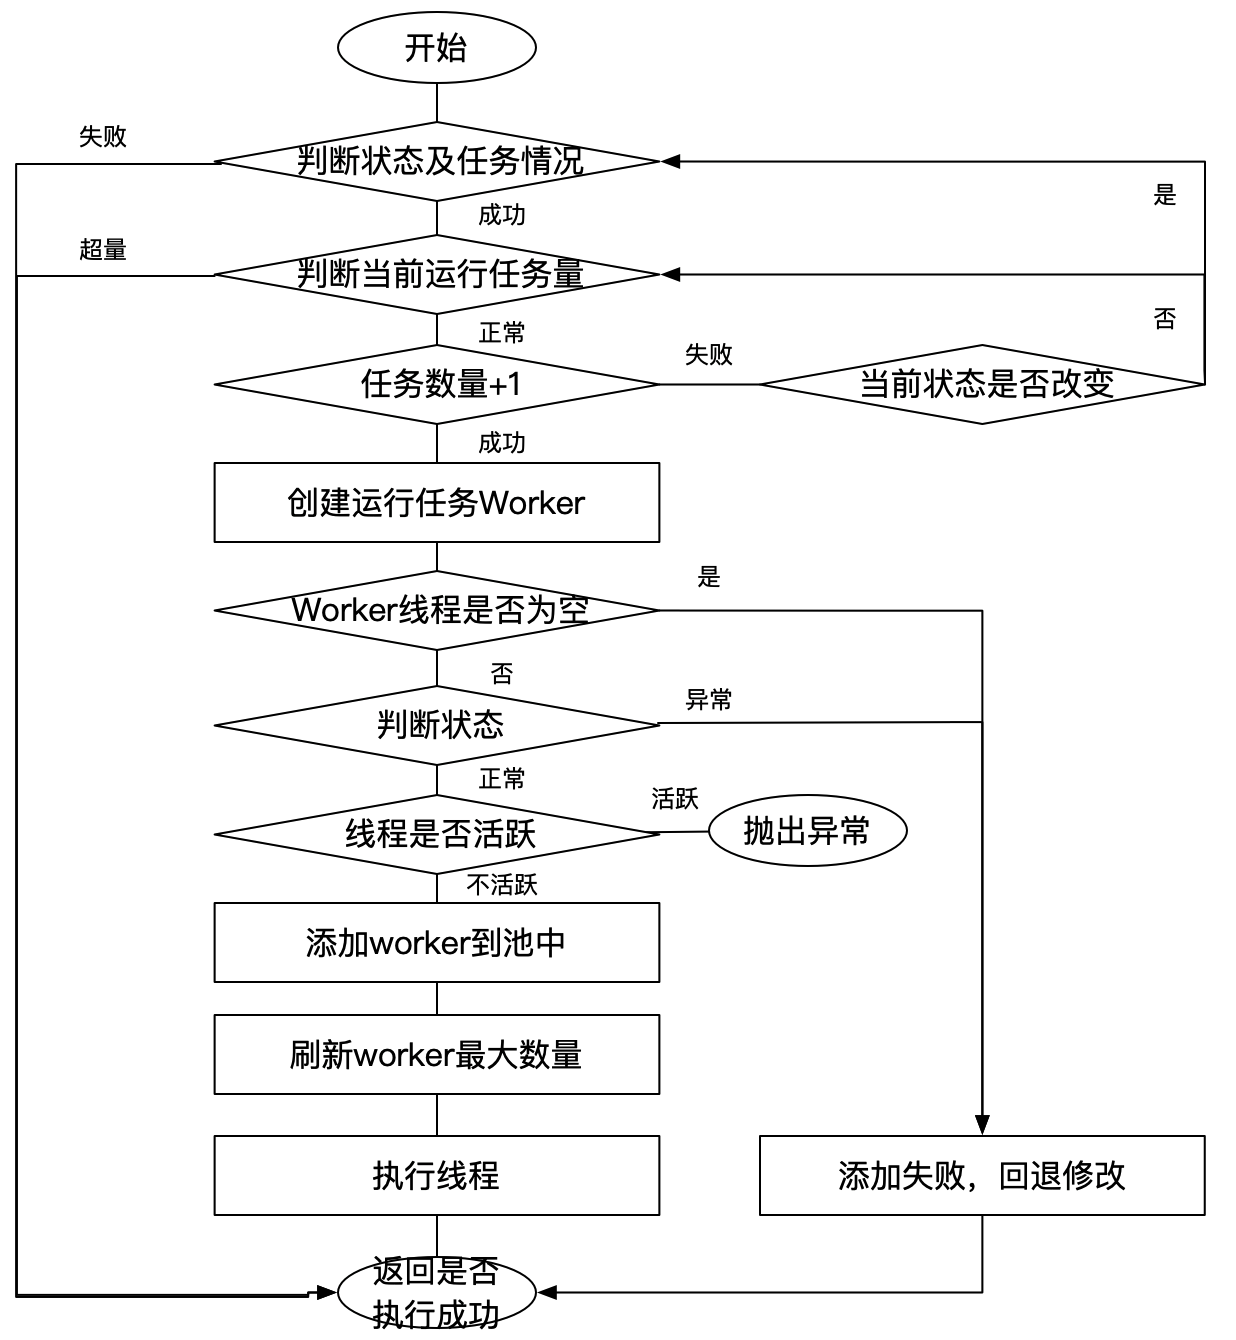 开始
失败
判断状态及任务情况
是
成功
超量
判断当前运行任务量
否
正常
失败
任务数量+1
当前状态是否改变
成功
创建运行任务Worker
是
Worker线程是否为空
否
异常
判断状态
正常
活跃
线程是否活跃
抛出异常
不活跃
添加worker到池中
刷新worker最大数量
执行线程
添加失败，回退修改
返回是否
执行成功